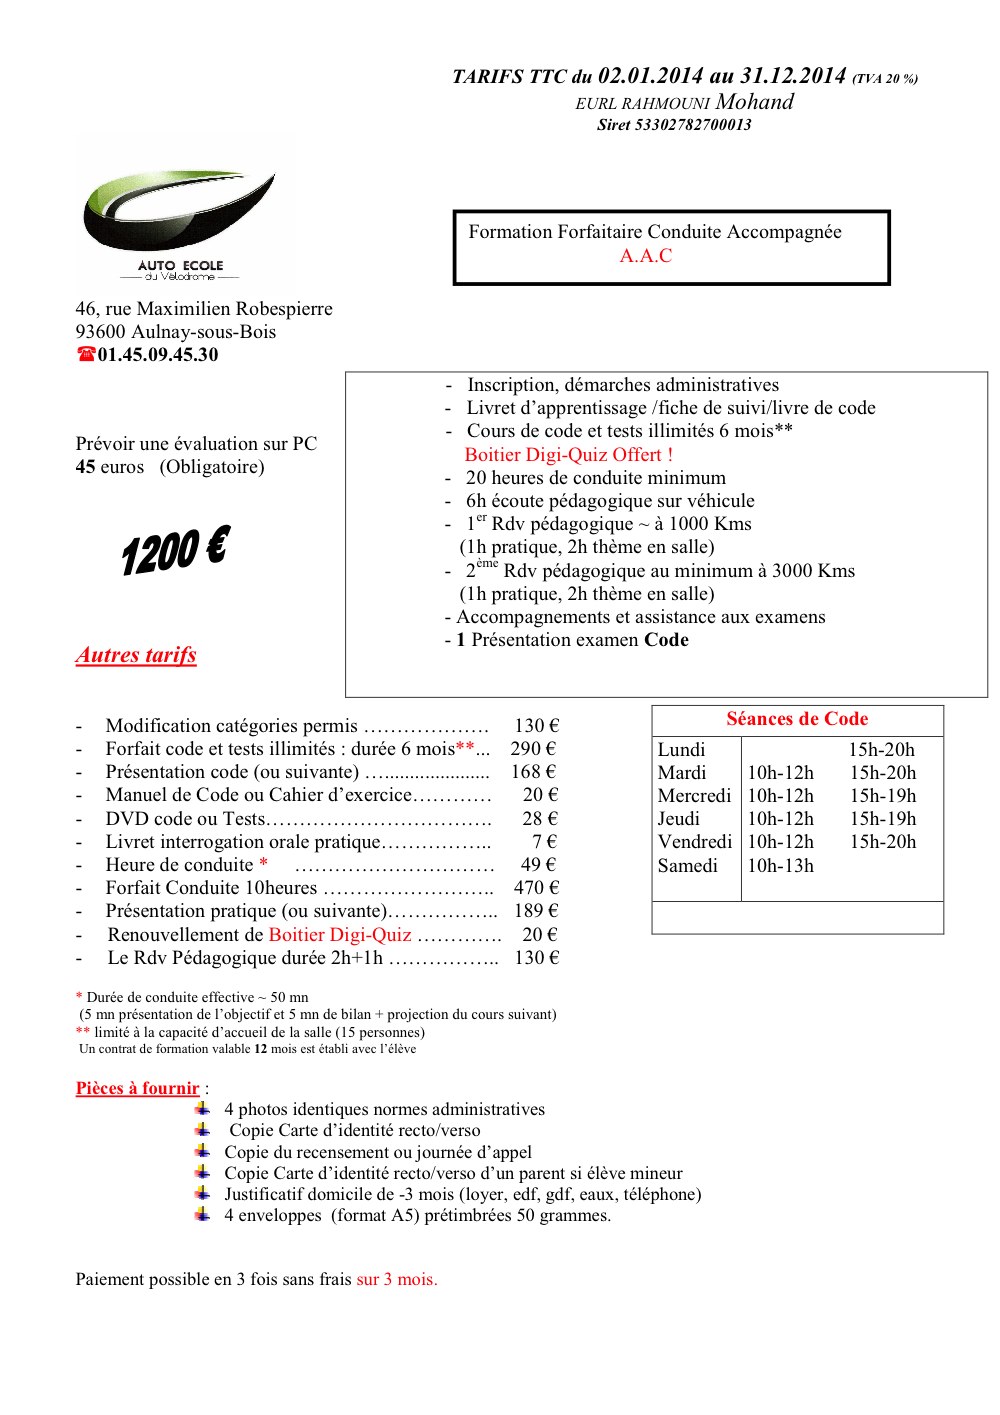 TARIFS TTC du 02.01.2014 au 31.12.2014 (TVA 20 %)
EURL RAHMOUNI Mohand
Siret 53302782700013
AUTO ECOLE
du Vélodrome
Formation Forfaitaire Conduite Accompagnée
A.A.C
46, rue Maximilien Robespierre
93600 Aulnay-sous-Bois
☎01.45.09.45.30
Prévoir une évaluation sur PC
45 euros (Obligatoire)
1200 €
- Inscription, démarches administratives
- Livret d’apprentissage /fiche de suivi/livre de code
- Cours de code et tests illimités 6 mois**
Boitier Digi-Quiz Offert !
- 20 heures de conduite minimum
- 6h écoute pédagogique sur véhicule
- 1er Rdv pédagogique ~ à 1000 Kms
(1h pratique, 2h thème en salle)
- 2ème Rdv pédagogique au minimum à 3000 Kms
(1h pratique, 2h thème en salle)
- Accompagnements et assistance aux examens
- 1 Présentation examen Code
Autres tarifs
- Modification catégories permis ………………. 130 €
- Forfait code et tests illimités : durée 6 mois**... 290 €
- Présentation code (ou suivante) ….................... 168 €
- Manuel de Code ou Cahier d’exercice………… 20 €
- DVD code ou Tests……………………………. 28 €
- Livret interrogation orale pratique…………….. 7 €
- Heure de conduite * ………………………… 49 €
- Forfait Conduite 10heures …………………….. 470 €
- Présentation pratique (ou suivante)…………….. 189 €
- Renouvellement de Boitier Digi-Quiz …………. 20 €
- Le Rdv Pédagogique durée 2h+1h …………….. 130 €
Séances de Code
Lundi 15h-20h
Mardi 10h-12h 15h-20h
Mercredi 10h-12h 15h-19h
Jeudi 10h-12h 15h-19h
Vendredi 10h-12h 15h-20h
Samedi 10h-13h
* Durée de conduite effective ~ 50 mn
(5 mn présentation de l’objectif et 5 mn de bilan + projection du cours suivant)
** limité à la capacité d’accueil de la salle (15 personnes)
Un contrat de formation valable 12 mois est établi avec l’élève
Pièces à fournir :
4 photos identiques normes administratives
Copie Carte d’identité recto/verso
Copie du recensement ou journée d’appel
Copie Carte d’identité recto/verso d’un parent si élève mineur
Justificatif domicile de -3 mois (loyer, edf, gdf, eaux, téléphone)
4 enveloppes (format A5) prétimbrées 50 grammes.
Paiement possible en 3 fois sans frais sur 3 mois.